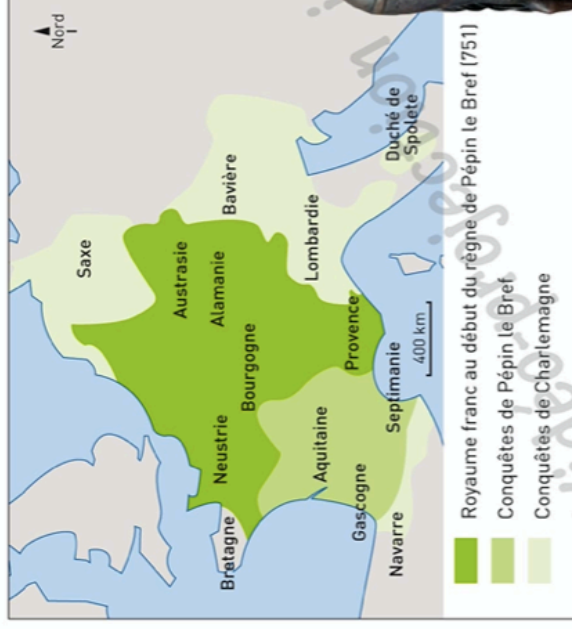 Nord
Saxe
Austrasie
Bavière
Alamanie
Neustrie
Bourgogne
Bretagne
Lombardie
Aquitaine
Provence
Gascogne
Septimanie
Navarre
Duché de
Spolete
400 km
Royaume franc au début du règne de Pépin le Bref (751)
Conquêtes de Pépin le Bref
Conquêtes de Charlemagne